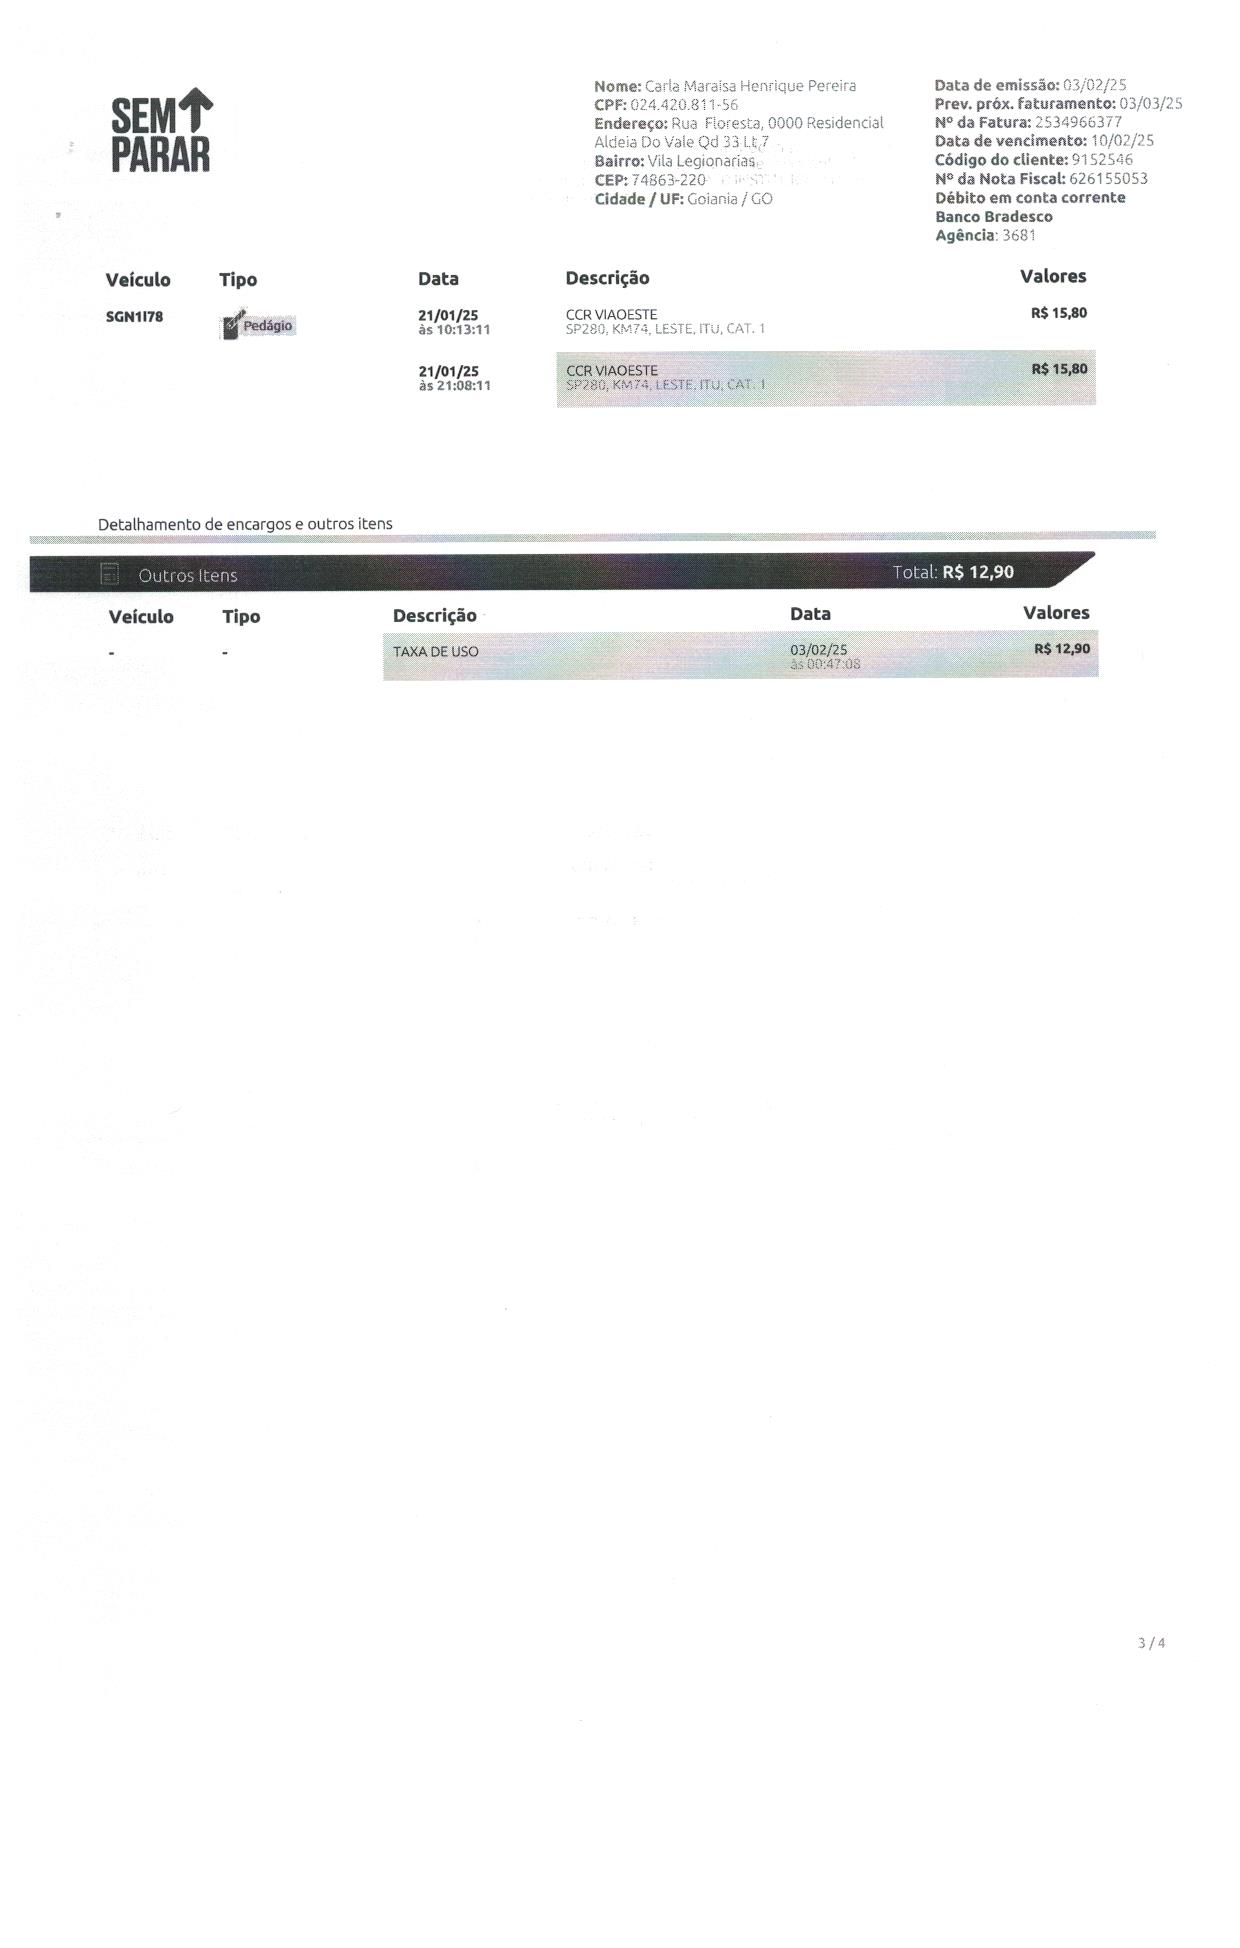 SEM PARAR
Nome: Carla Maraisa Henrique Pereira
CPF: 024.420.811-56
Endereço: Rua Floresta, 0000 Residencial
Aldeia Do Vale Qd 33 Lt 7
Bairro: Vila Legionarias
CEP: 74863-220
Cidade / UF: Goiania / GO
Data de emissão: 03/02/25
Prev. próx. faturamento: 03/03/25
Nº da Fatura: 2534966377
Data de vencimento: 10/02/25
Código do cliente: 9152546
Nº da Nota Fiscal: 626155053
Débito em conta corrente
Banco Bradesco
Agência: 3681
Veículo Tipo Data Descrição Valores
SGN1I78 Pedágio 21/01/25 CCR VIAOESTE R$ 15,80
às 10:13:11 SP280, KM74, LESTE, ITU, CAT. 1
21/01/25 CCR VIAOESTE R$ 15,80
às 21:08:11 SP280, KM74, LESTE, ITU, CAT. 1
Detalhamento de encargos e outros itens
Outros Itens Total: R$ 12,90
Veículo Tipo Descrição Data Valores
- - TAXA DE USO 03/02/25 R$ 12,90
às 00:47:08
3 / 4